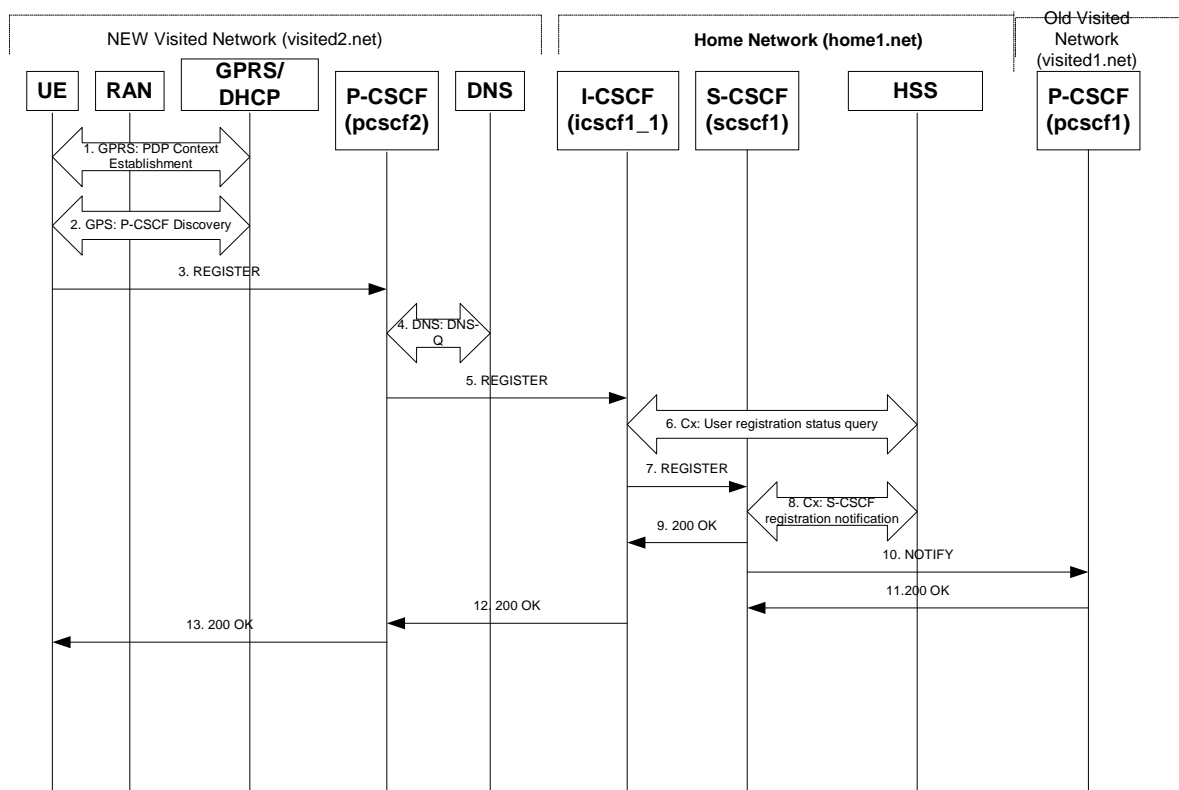 NEW Visited Network (visited2.net)
Home Network (home1.net)
Old Visited
Network
(visited1.net)
UE
RAN
GPRS/
DHCP
P-CSCF
(pcscf2)
DNS
I-CSCF
(icscf1_1)
S-CSCF
(scscf1)
HSS
P-CSCF
(pcscf1)
1. GPRS: PDP Context
Establishment
2. GPS: P-CSCF Discovery
3. REGISTER
4. DNS: DNS-
Q
5. REGISTER
6. Cx: User registration status query
7. REGISTER
8. Cx: S-CSCF
registration notification
9. 200 OK
10. NOTIFY
11.200 OK
12. 200 OK
13. 200 OK